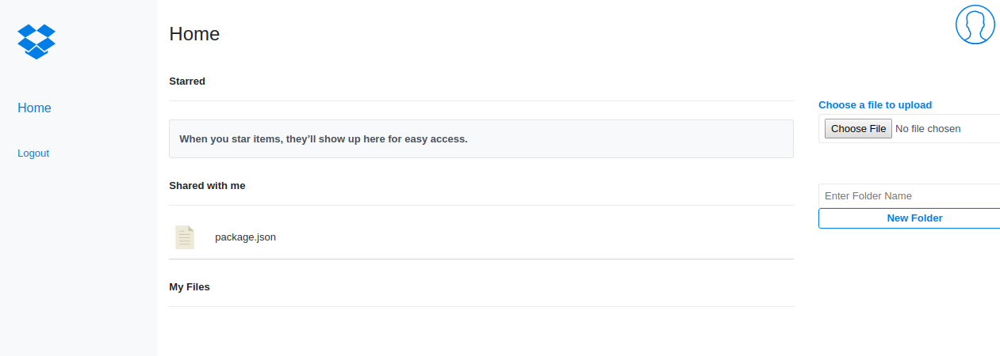 Home
Home
Logout
Starred
When you star items, they’ll show up here for easy access.
Shared with me
package.json
My Files
Choose a file to upload
Choose File No file chosen
Enter Folder Name
New Folder